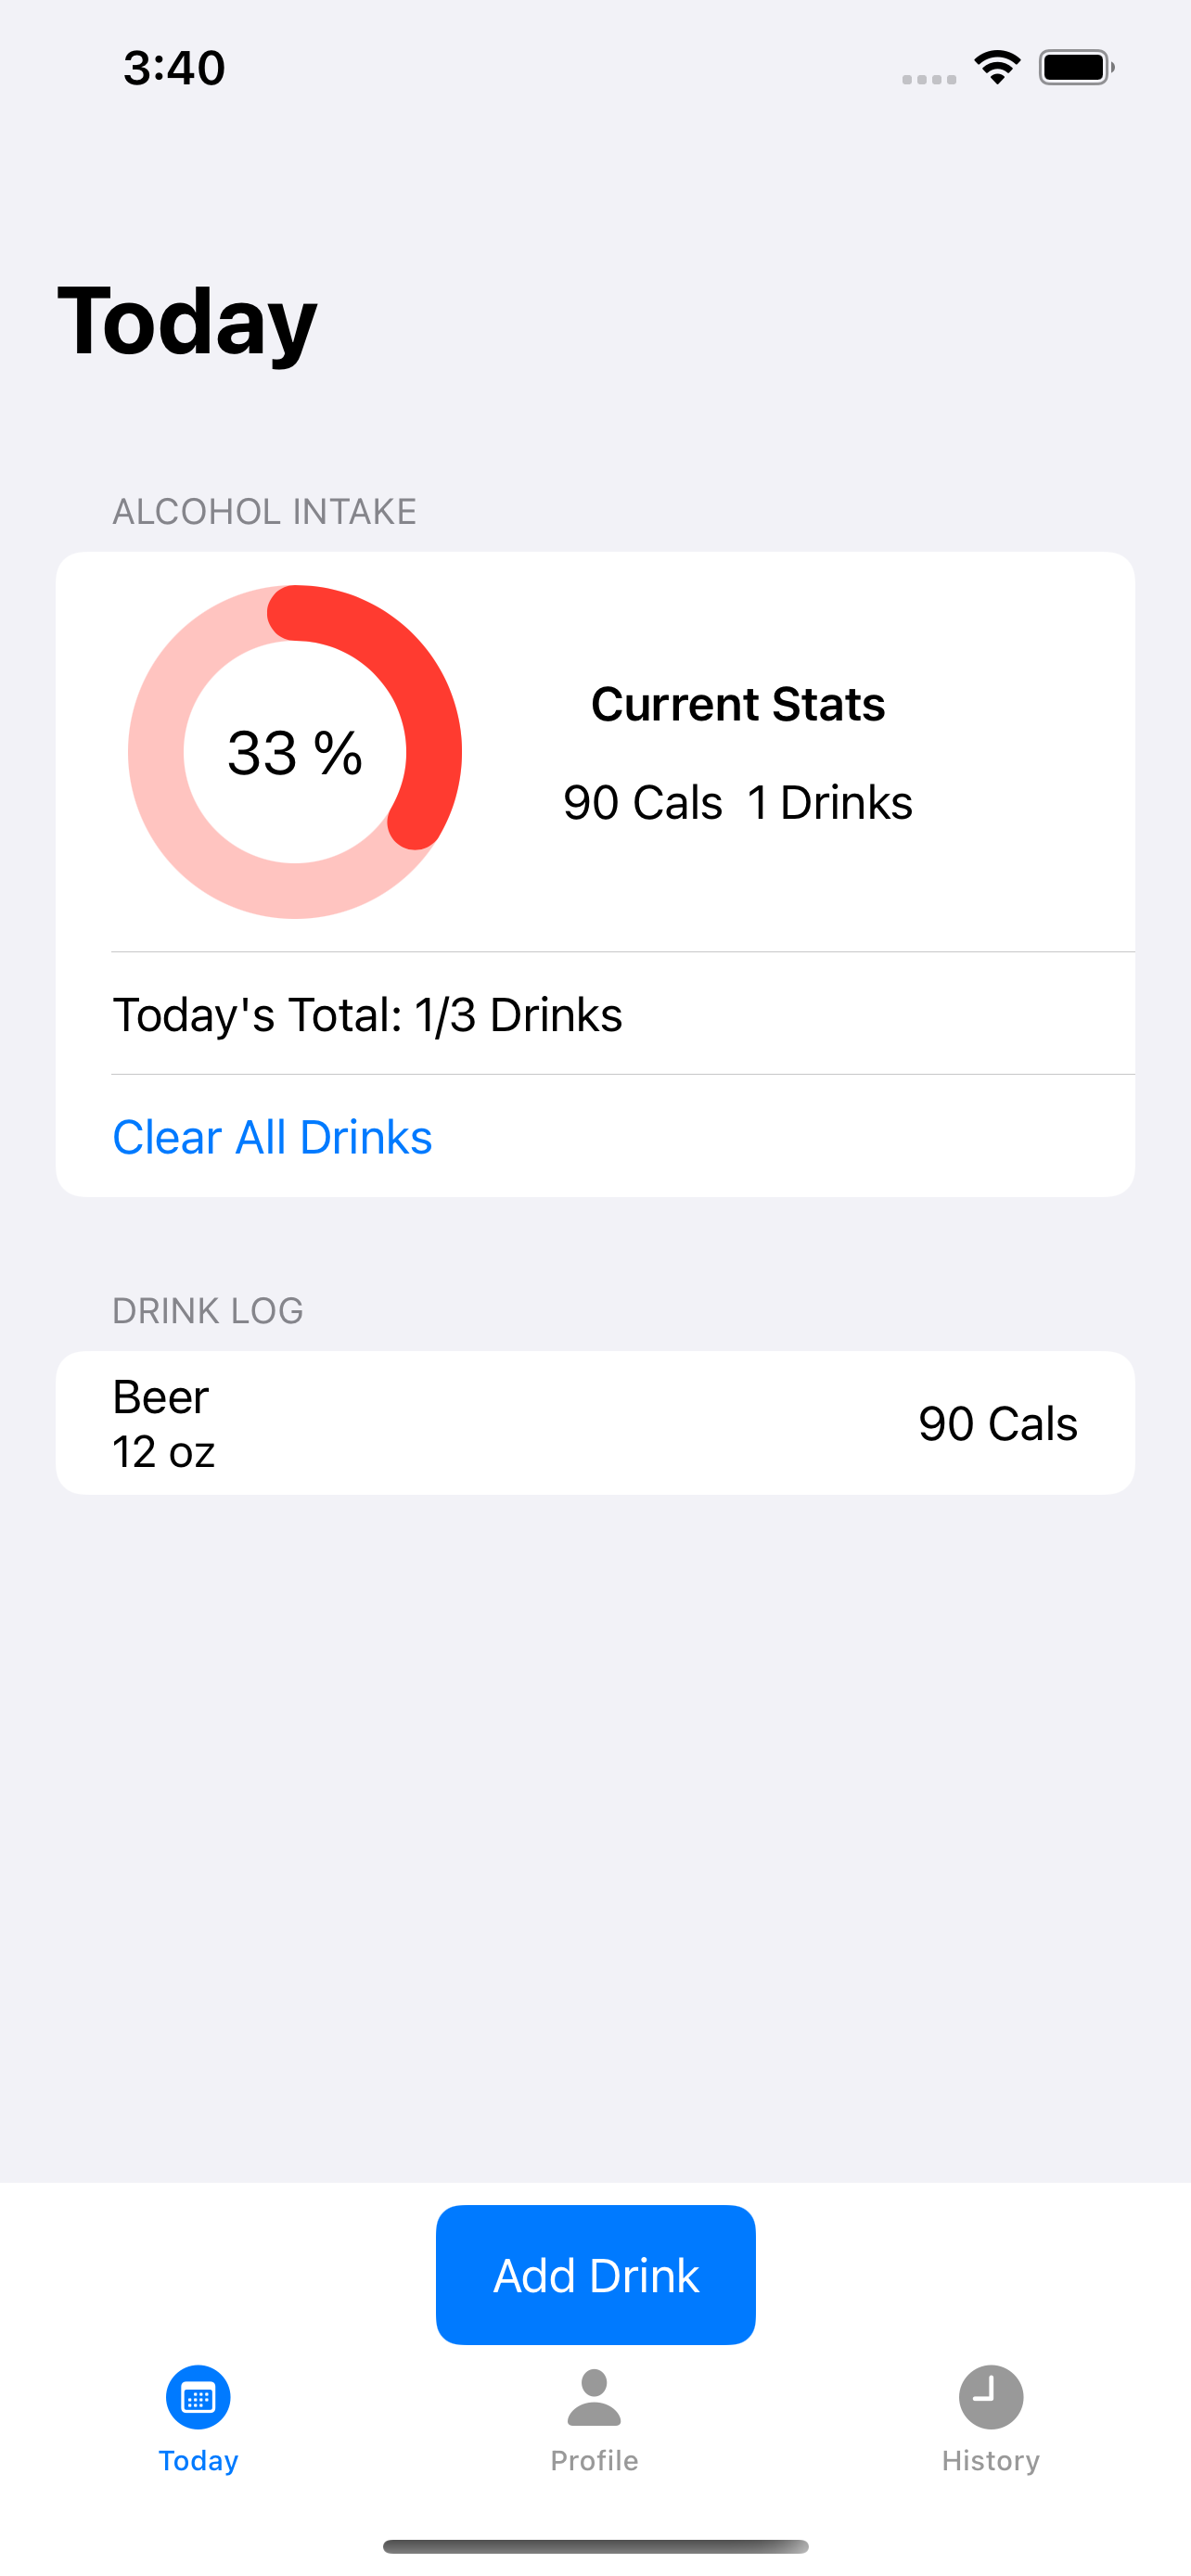 3:40
Today
ALCOHOL INTAKE
33 %
Current Stats
90 Cals 1 Drinks
Today's Total: 1/3 Drinks
Clear All Drinks
DRINK LOG
Beer
12 oz
90 Cals
Add Drink
Today
Profile
History